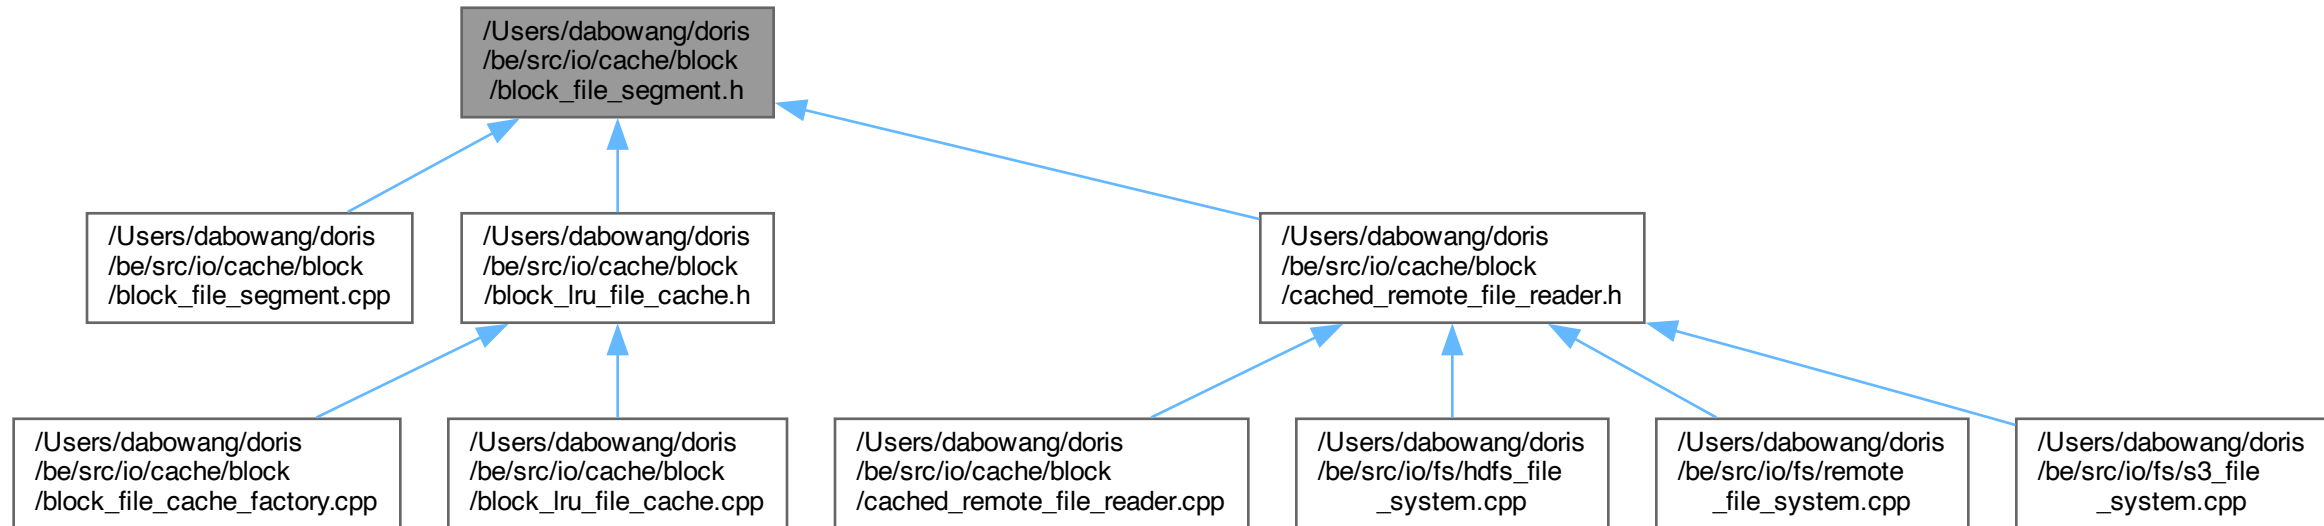 /Users/dabowang/doris
/be/src/io/cache/block
/block_file_segment.h
/Users/dabowang/doris
/be/src/io/cache/block
/block_file_segment.cpp
/Users/dabowang/doris
/be/src/io/cache/block
/block_lru_file_cache.h
/Users/dabowang/doris
/be/src/io/cache/block
/cached_remote_file_reader.h
/Users/dabowang/doris
/be/src/io/cache/block
/block_file_cache_factory.cpp
/Users/dabowang/doris
/be/src/io/cache/block
/block_lru_file_cache.cpp
/Users/dabowang/doris
/be/src/io/cache/block
/cached_remote_file_reader.cpp
/Users/dabowang/doris
/be/src/io/fs/hdfs_file
_system.cpp
/Users/dabowang/doris
/be/src/io/fs/remote
_file_system.cpp
/Users/dabowang/doris
/be/src/io/fs/s3_file
_system.cpp